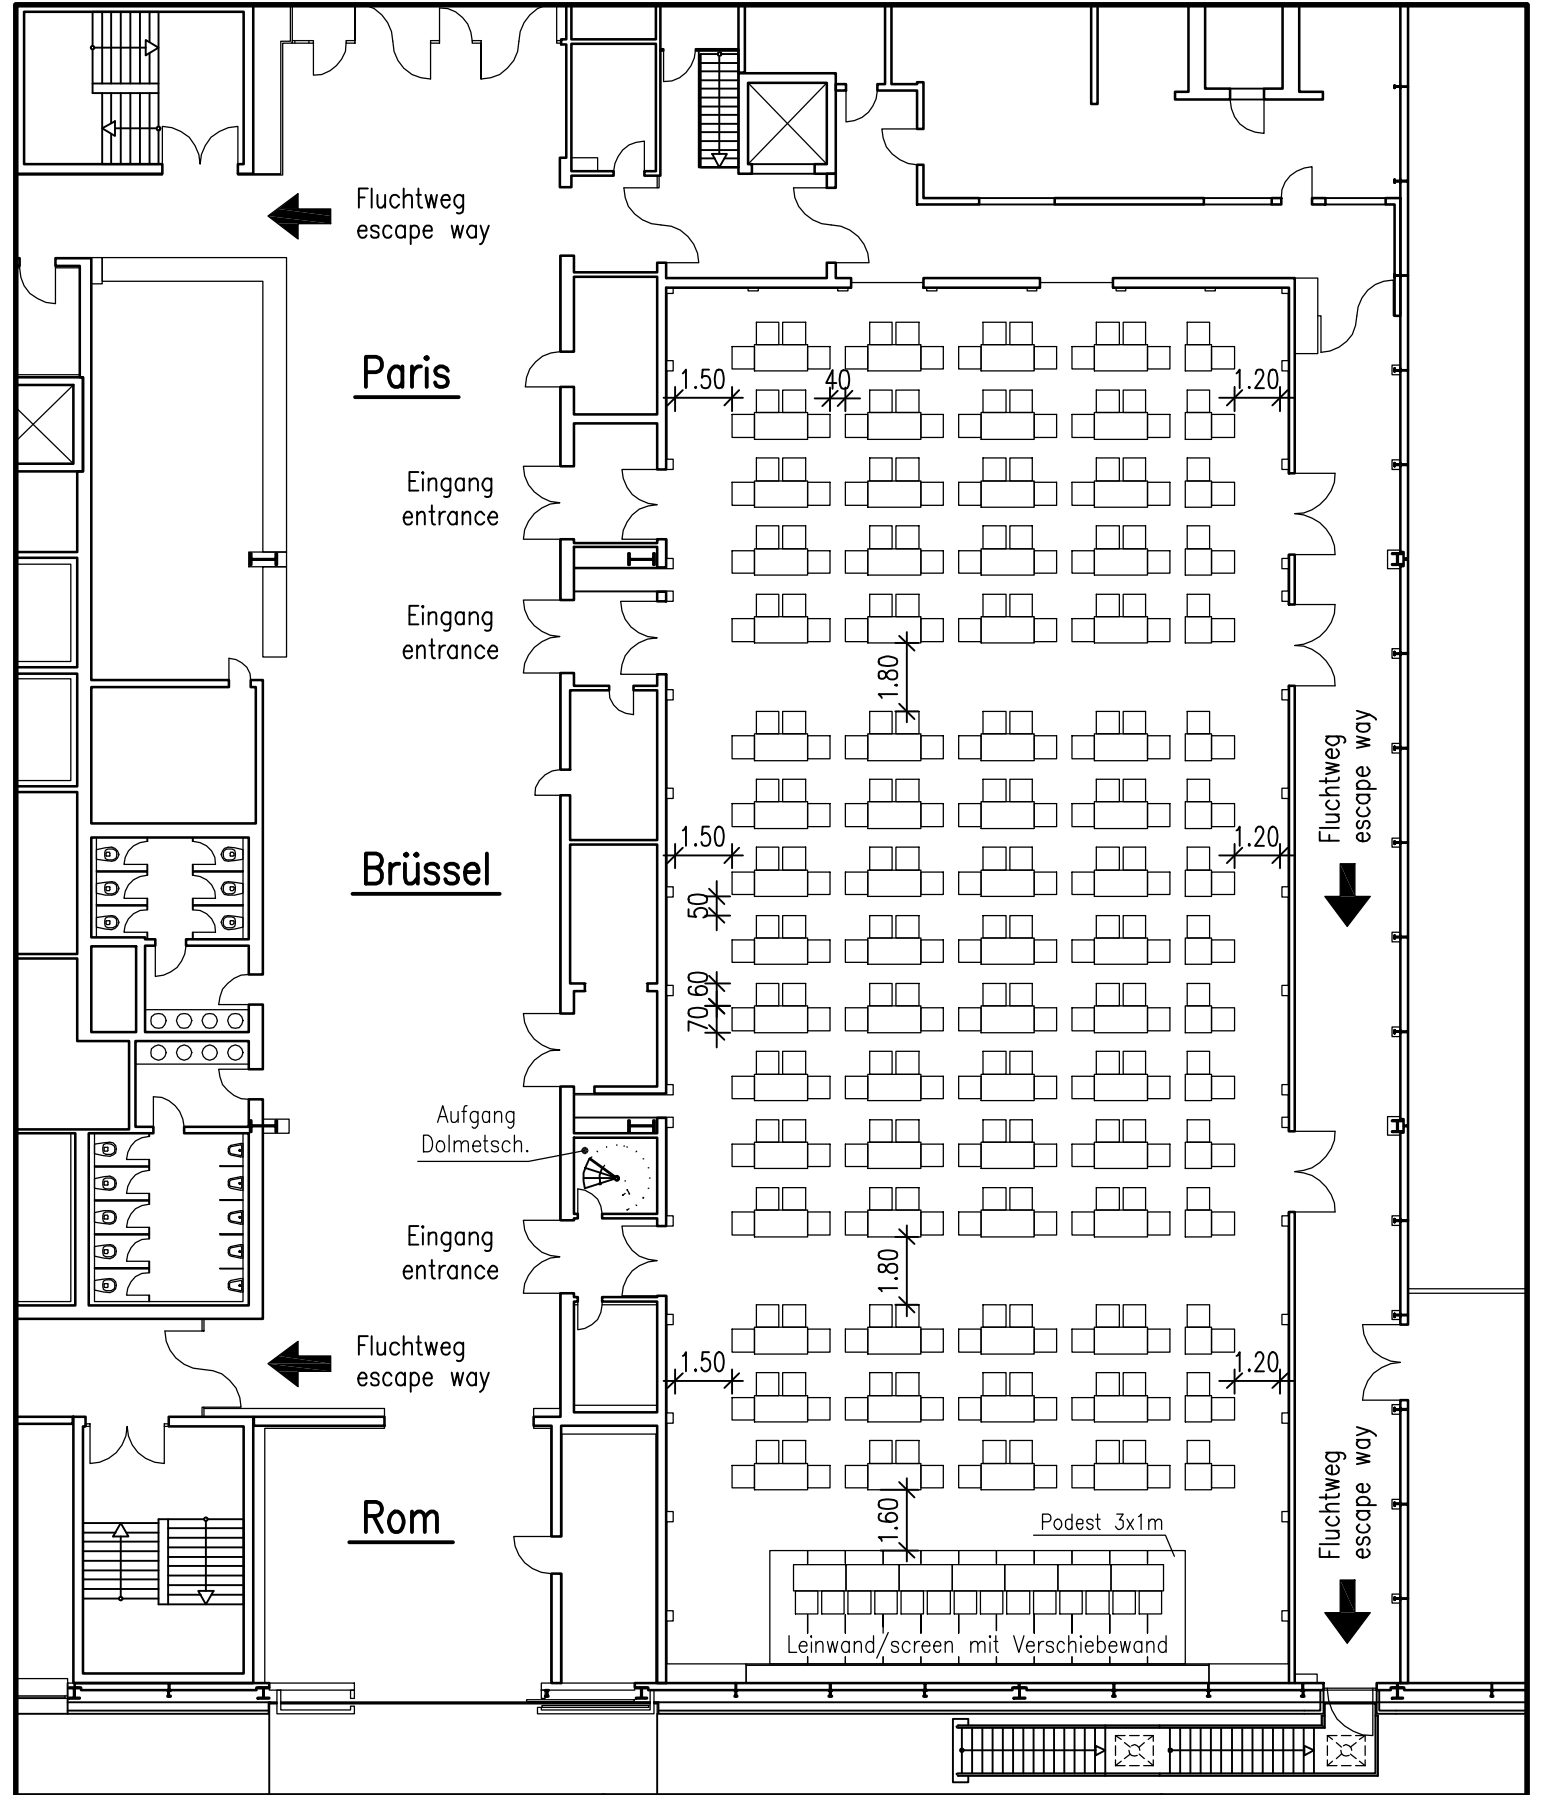 Fluchtweg
escape way
Paris
1.50
40
1.20
Eingang
entrance
Eingang
entrance
1.80
Fluchtweg
escape way
Brüssel
1.50
1.20
50
60
70
Aufgang
Dolmetsch.
Eingang
entrance
1.80
Fluchtweg
escape way
1.50
1.20
Fluchtweg
escape way
Rom
1.60
Podest 3x1m
Leinwand/screen mit Verschiebewand